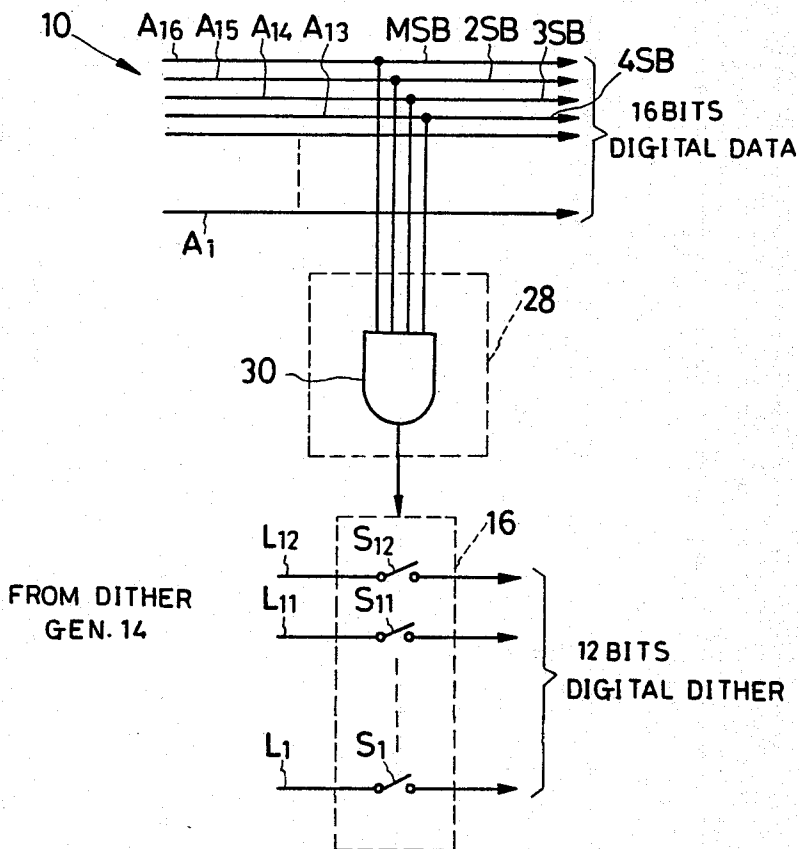 10 A16 A15 A14 A13 MSB 2SB 3SB
4SB
16 BITS
DIGITAL DATA
A1
28
30
16
L12 S12
FROM DITHER
GEN. 14
L11 S11
12 BITS
DIGITAL DITHER
L1 S1